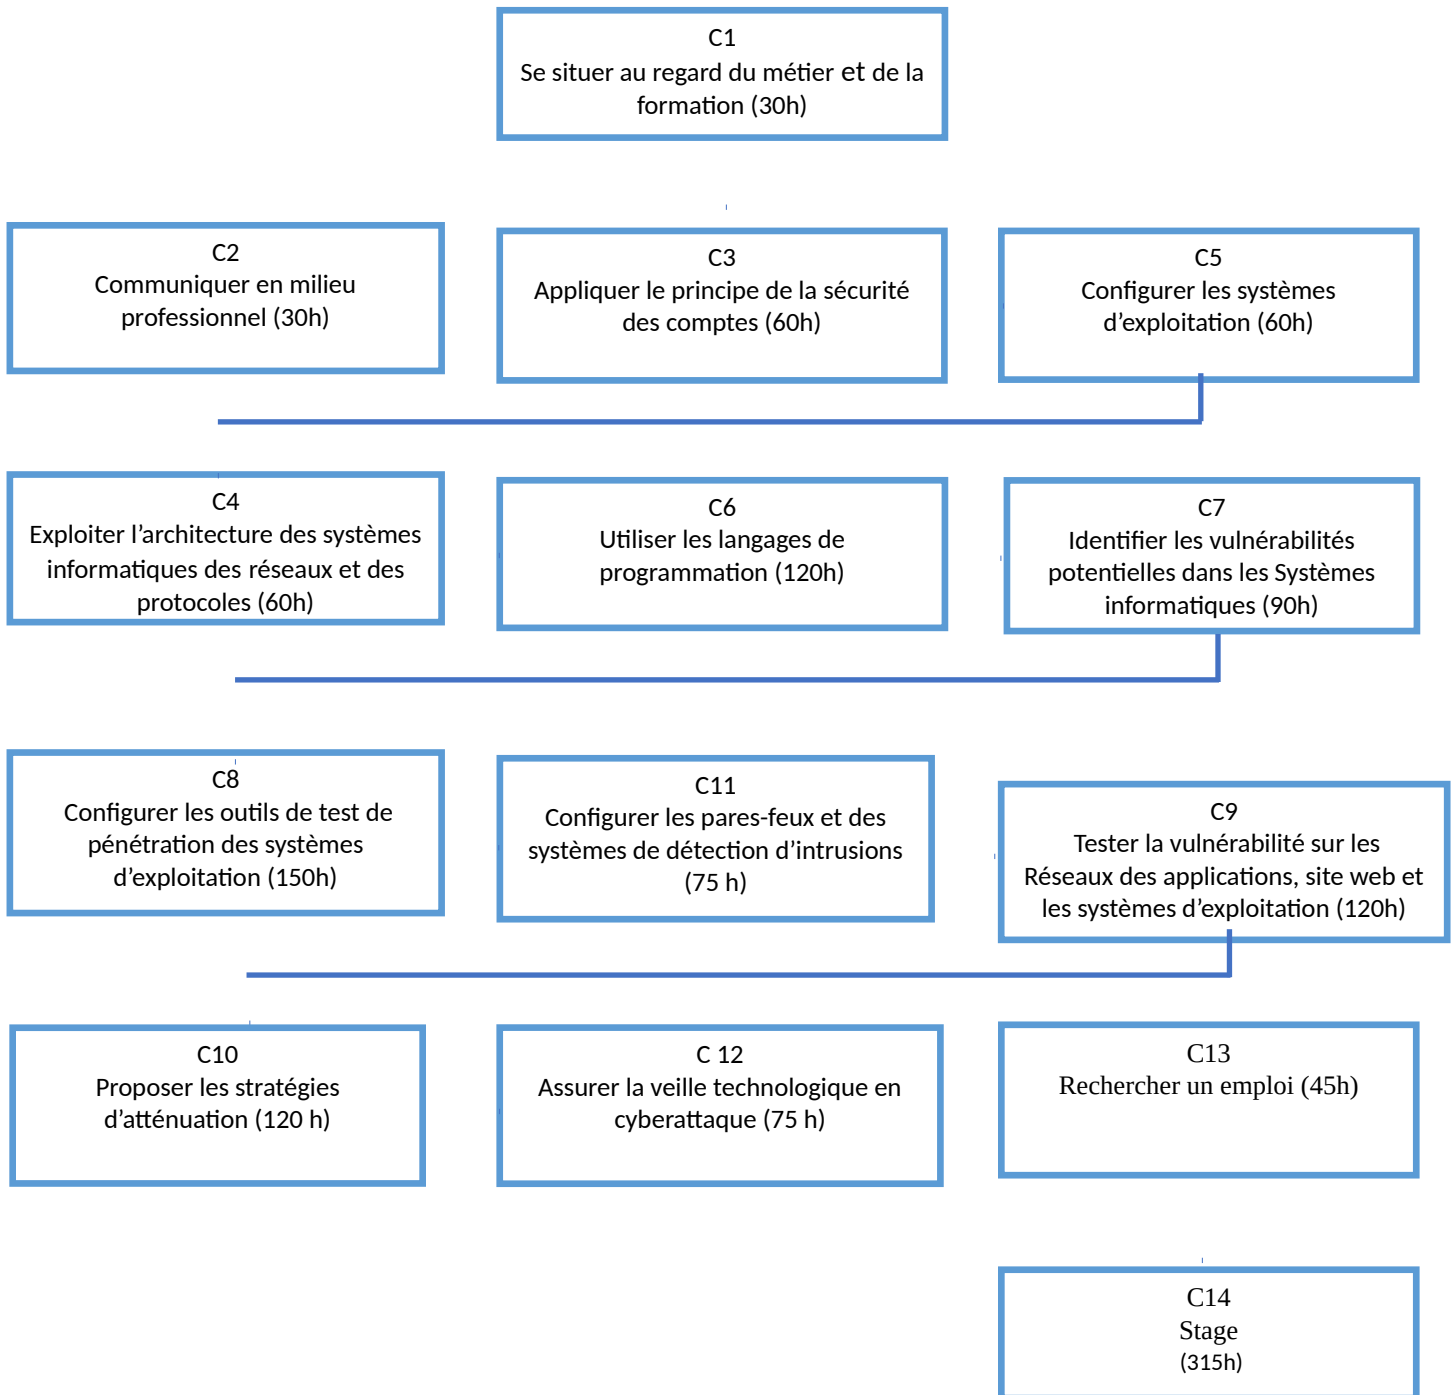 C1
Se situer au regard du métier et de la
formation (30h)
C2
Communiquer en milieu
professionnel (30h)
C3
Appliquer le principe de la sécurité
des comptes (60h)
C5
Configurer les systèmes
d’exploitation (60h)
C4
Exploiter l’architecture des systèmes
informatiques des réseaux et des
protocoles (60h)
C6
Utiliser les langages de
programmation (120h)
C7
Identifier les vulnérabilités
potentielles dans les Systèmes
informatiques (90h)
C8
Configurer les outils de test de
pénétration des systèmes
d’exploitation (150h)
C11
Configurer les pares-feux et des
systèmes de détection d’intrusions
(75 h)
C9
Tester la vulnérabilité sur les
Réseaux des applications, site web et
les systèmes d’exploitation (120h)
C10
Proposer les stratégies
d’atténuation (120 h)
C 12
Assurer la veille technologique en
cyberattaque (75 h)
C13
Rechercher un emploi (45h)
C14
Stage
(315h)